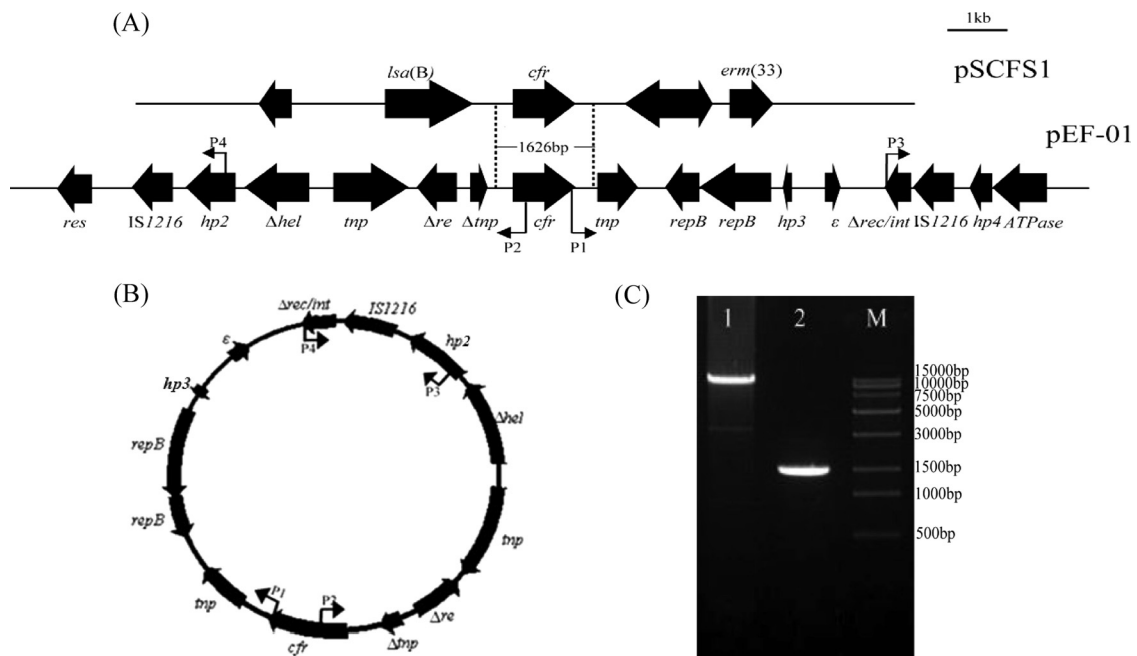 (A)
1kb
lsa(B)
cfr
erm(33)
pSCFS1
1626bp
pEF-01
P4
P3
res
IS1216
hp2
Δhel
tnp
Δre
Δtnp
cfr
tnp
repB
repB
hp3
ε
Δrec/int
IS1216
hp4
ATPase
P2
P1
(B)
Δrec/int
IS1216
hp2
Δhel
tnp
Δre
Δtnp
cfr
tnp
repB
repB
hp3
ε
P4
P3
P1
P2
(C)
1 2 M
15000bp
10000bp
7500bp
5000bp
3000bp
1500bp
1000bp
500bp